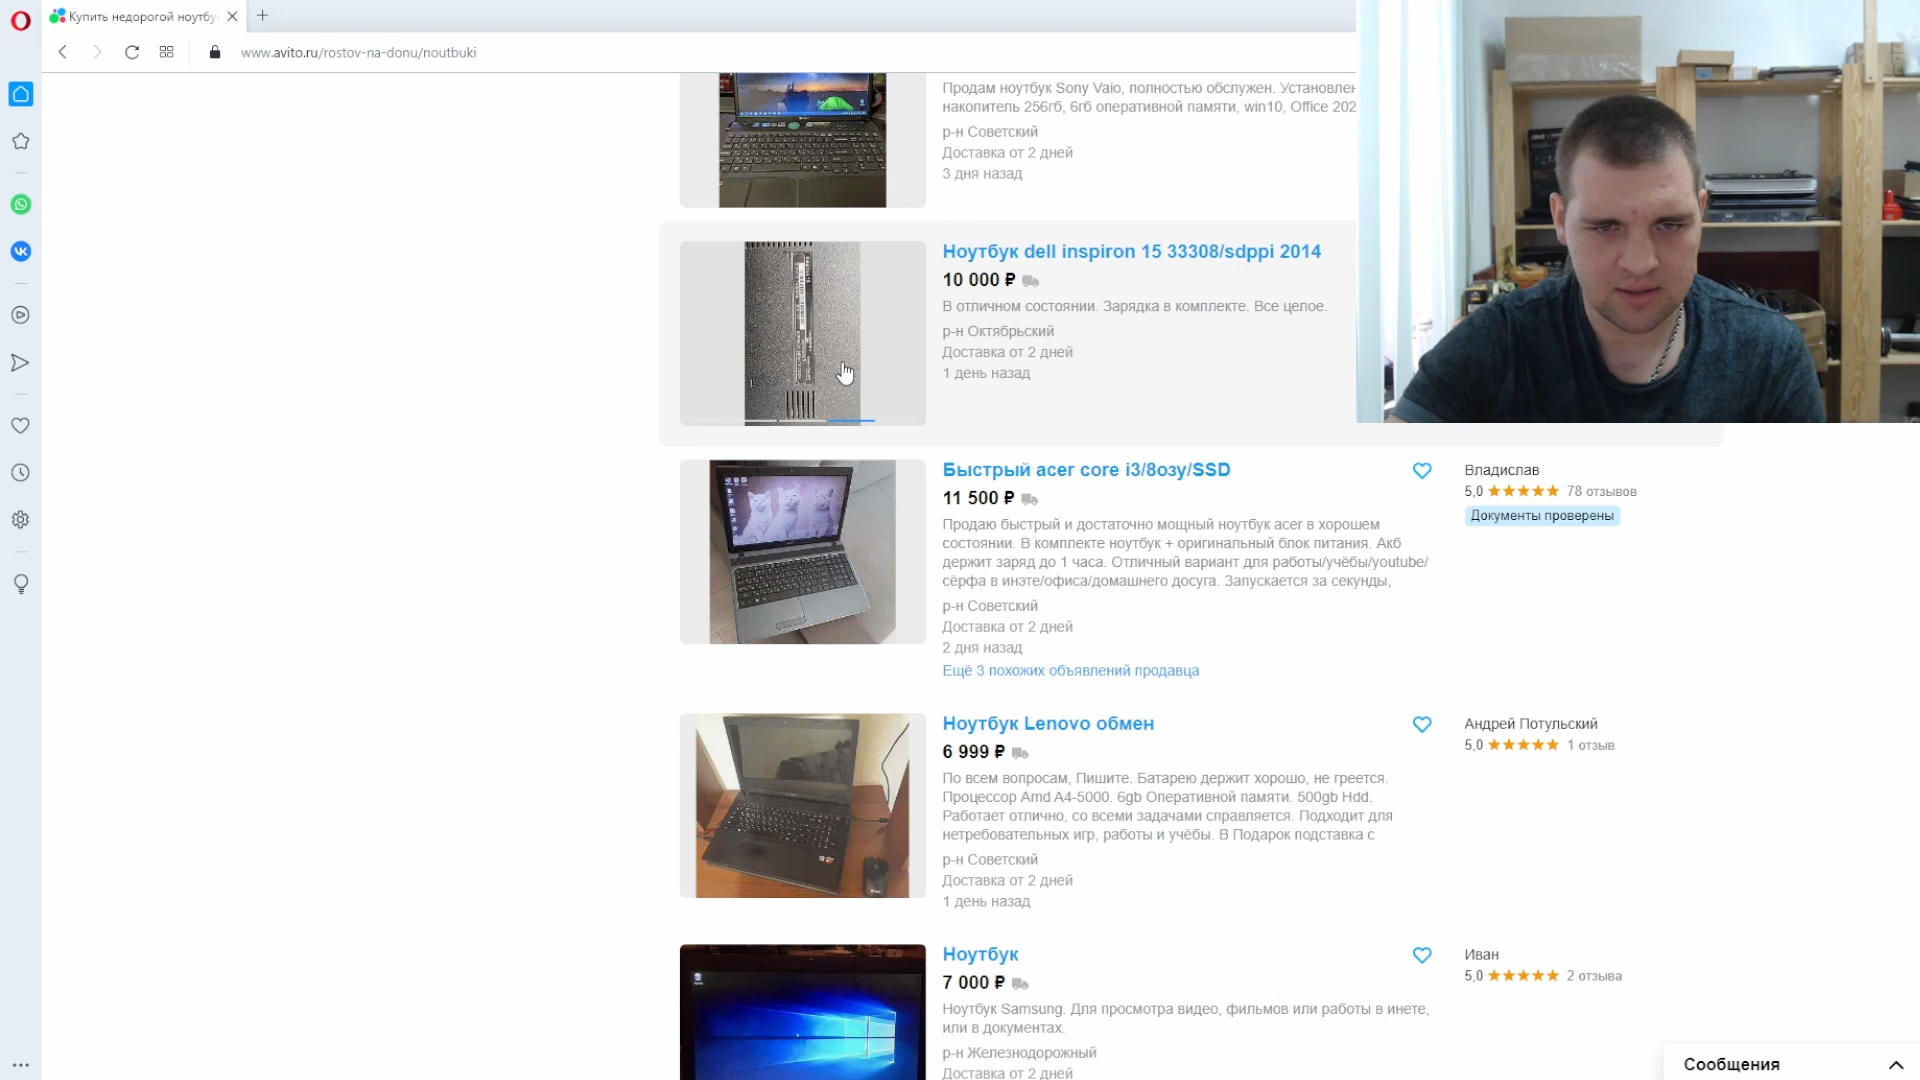 Купить недорогой ноутбу
www.avito.ru/rostov-na-donu/noutbuki
Продам ноутбук Sony Vaio, полностью обслужен. Установлен
накопитель 256гб, 6гб оперативной памяти, win10, Office 202
р-н Советский
Доставка от 2 дней
3 дня назад
Ноутбук dell inspiron 15 33308/sdppi 2014
10 000 ₽
В отличном состоянии. Зарядка в комплекте. Все целое.
р-н Октябрьский
Доставка от 2 дней
1 день назад
Быстрый acer core i3/8озу/SSD
11 500 ₽
Продаю быстрый и достаточно мощный ноутбук acer в хорошем
состоянии. В комплекте ноутбук + оригинальный блок питания. Акб
держит заряд до 1 часа. Отличный вариант для работы/учёбы/youtube/
сёрфа в инэте/офиса/домашнего досуга. Запускается за секунды,
р-н Советский
Доставка от 2 дней
2 дня назад
Ещё 3 похожих объявлений продавца
Владислав
5,0 78 отзывов
Документы проверены
Ноутбук Lenovo обмен
6 999 ₽
По всем вопросам, Пишите. Батарею держит хорошо, не греется.
Процессор Amd A4-5000. 6gb Оперативной памяти. 500gb Hdd.
Работает отлично, со всеми задачами справляется. Подходит для
нетребовательных игр, работы и учёбы. В Подарок подставка с
р-н Советский
Доставка от 2 дней
1 день назад
Андрей Потульский
5,0 1 отзыв
Ноутбук
7 000 ₽
Ноутбук Samsung. Для просмотра видео, фильмов или работы в инете,
или в документах.
р-н Железнодорожный
Доставка от 2 дней
Иван
5,0 2 отзыва
Сообщения